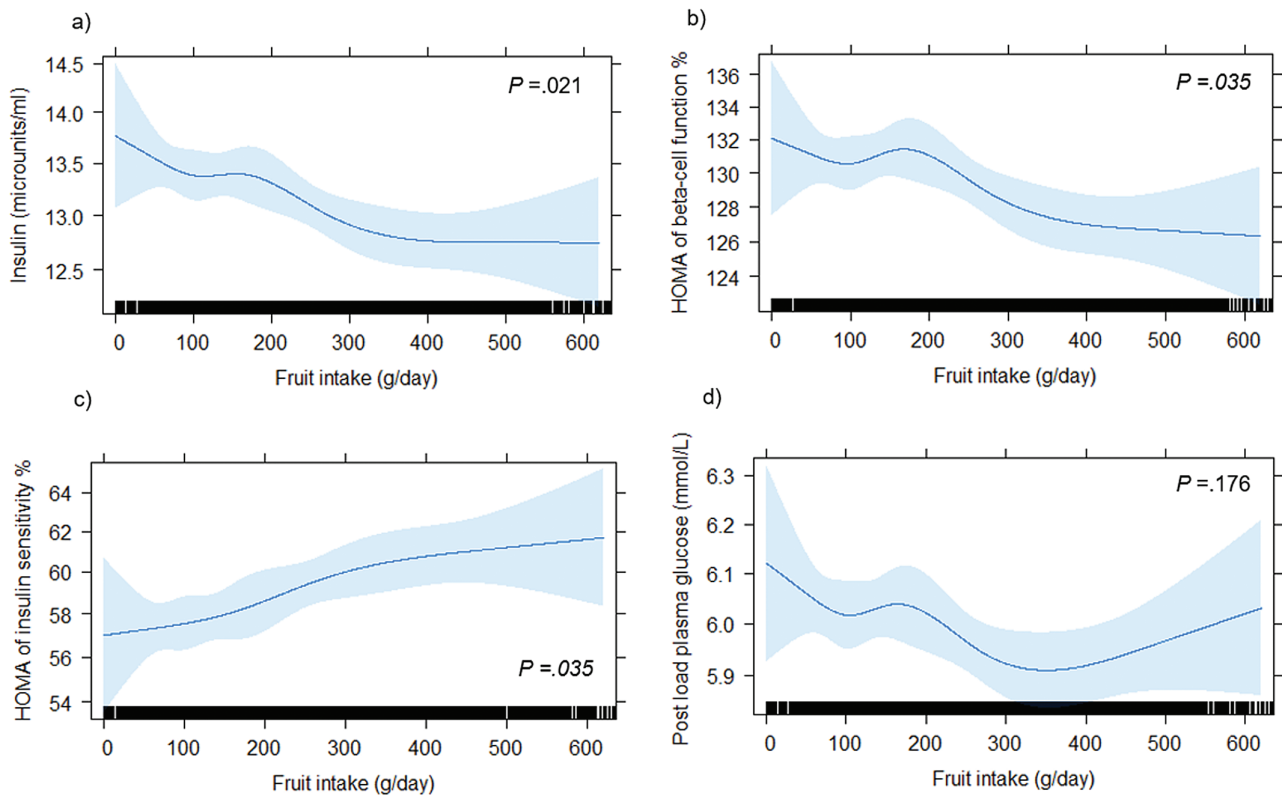 a)
P =.021
Insulin (microunits/ml)
14.5
14.0
13.5
13.0
12.5
0 100 200 300 400 500 600
Fruit intake (g/day)
b)
P =.035
HOMA of beta-cell function %
136
134
132
130
128
126
124
0 100 200 300 400 500 600
Fruit intake (g/day)
c)
HOMA of insulin sensitivity %
64
62
60
58
56
54
P =.035
0 100 200 300 400 500 600
Fruit intake (g/day)
d)
P =.176
Post load plasma glucose (mmol/L)
6.3
6.2
6.1
6.0
5.9
0 100 200 300 400 500 600
Fruit intake (g/day)